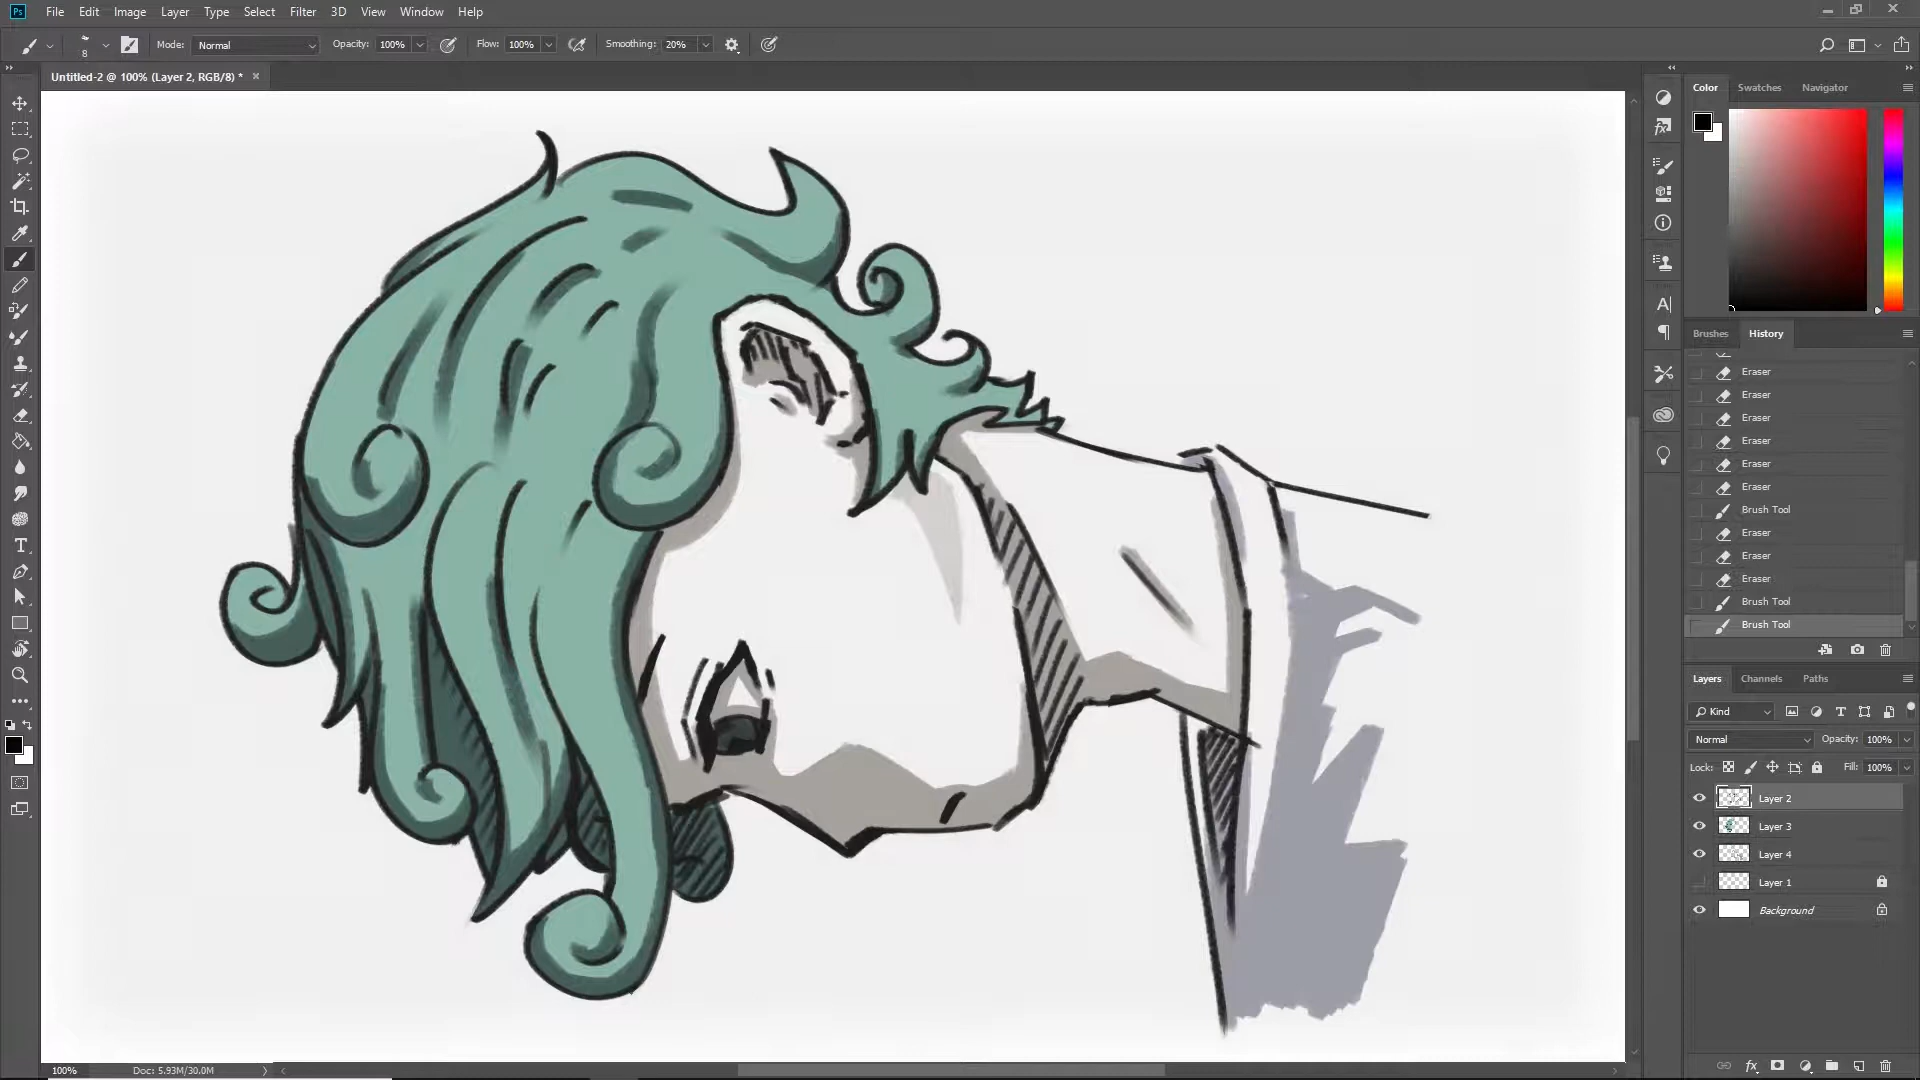 Ps File Edit Image Layer Type Select Filter 3D View Window Help
8 Mode: Normal Opacity: 100% Flow: 100% Smoothing: 20%
Untitled-2 @ 100% (Layer 2, RGB/8) *
Color Swatches Navigator
Brushes History
Eraser
Eraser
Eraser
Eraser
Eraser
Eraser
Brush Tool
Eraser
Eraser
Eraser
Brush Tool
Brush Tool
Layers Channels Paths
Kind
Normal Opacity: 100%
Lock: Fill: 100%
Layer 2
Layer 3
Layer 4
Layer 1
Background
100% Doc: 5.93M/30.0M